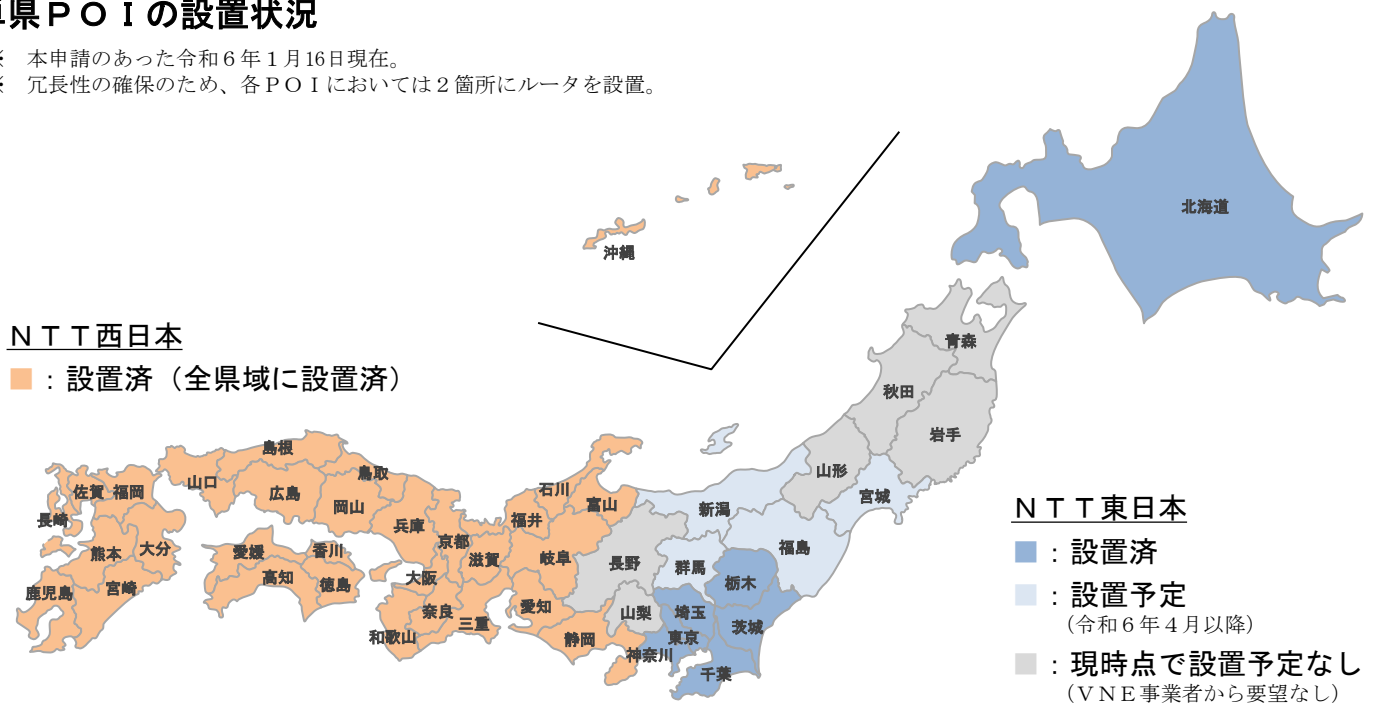 県ＰＯＩの設置状況
本申請のあった令和６年１月16日現在。
冗長性の確保のため、各ＰＯＩにおいては２箇所にルータを設置。
北海道
沖縄
ＮＴＴ西日本
：設置済（全県域に設置済）
青森
秋田
岩手
山形
宮城
新潟
福島
群馬
栃木
長野
山梨
埼玉
茨城
東京
神奈川
千葉
島根
鳥取
山口
広島
岡山
兵庫
京都
滋賀
福井
石川
富山
岐阜
愛知
静岡
大阪
奈良
三重
和歌山
愛媛
香川
高知
徳島
佐賀
福岡
長崎
熊本
大分
鹿児島
宮崎
ＮＴＴ東日本
：設置済
：設置予定
（令和６年４月以降）
：現時点で設置予定なし
（ＶＮＥ事業者から要望なし）